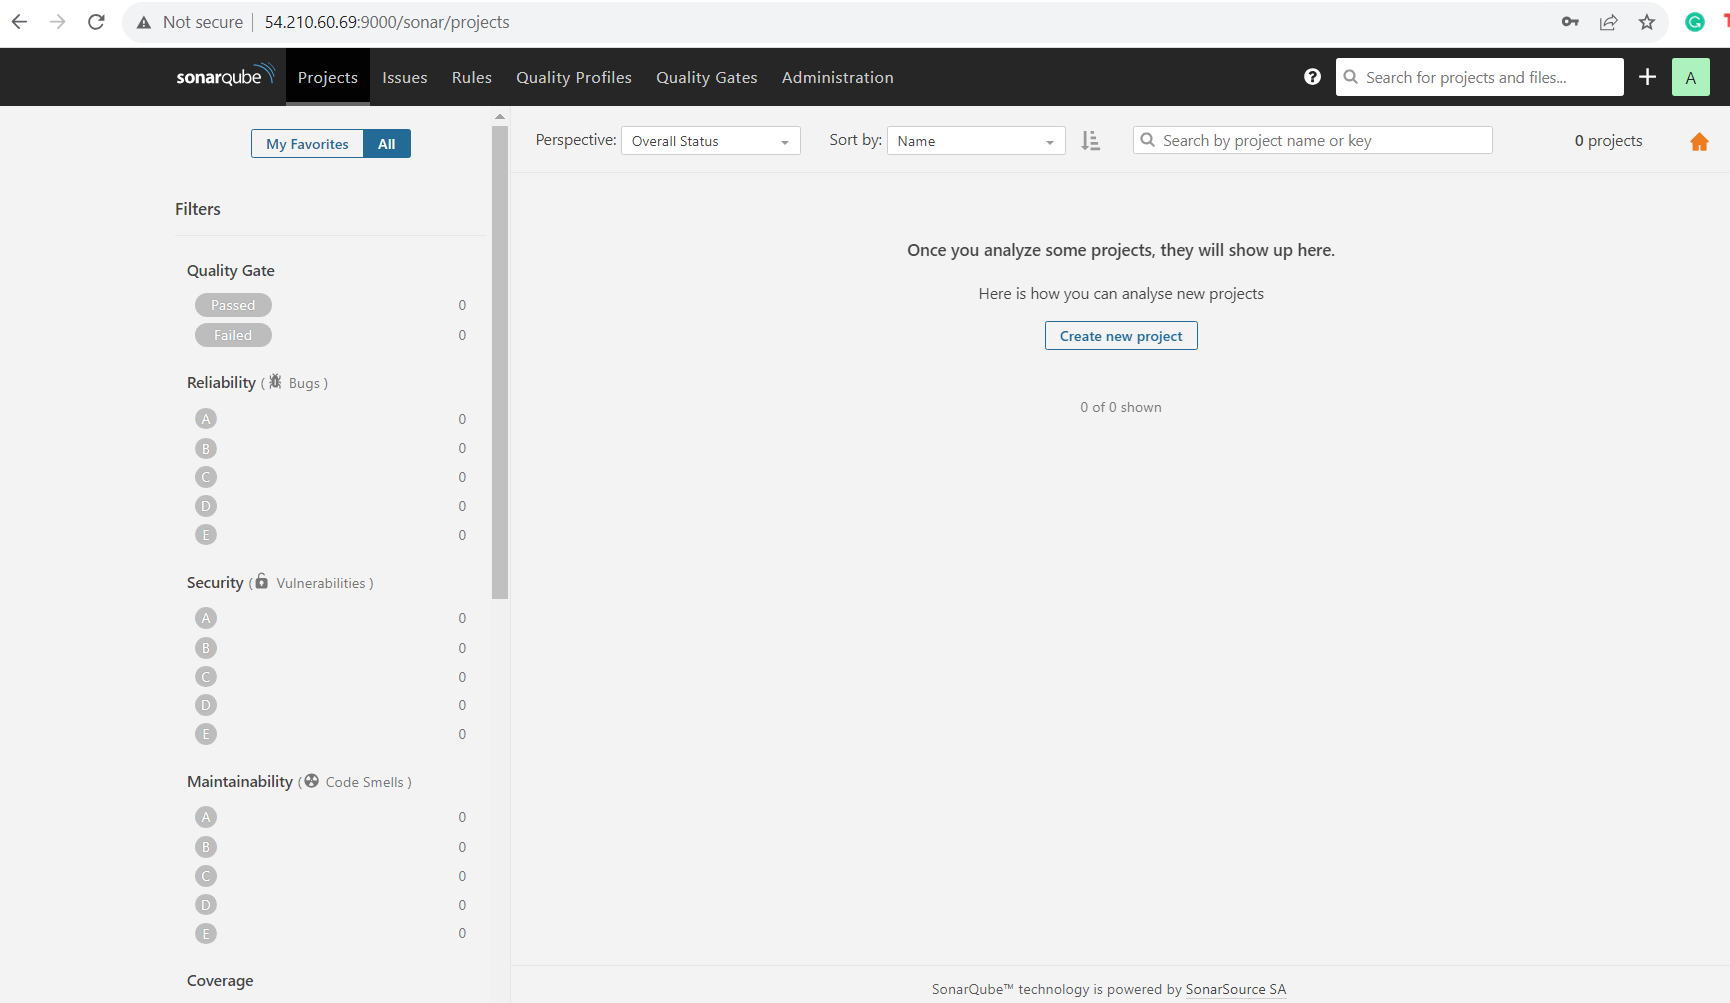 Not secure 54.210.60.69:9000/sonar/projects
sonarqube Projects Issues Rules Quality Profiles Quality Gates Administration ? Search for projects and files... A
My Favorites All
Perspective: Overall Status Sort by: Name Search by project name or key 0 projects
Filters
Quality Gate
Passed 0
Failed 0
Reliability ( Bugs )
A 0
B 0
C 0
D 0
E 0
Security ( Vulnerabilities )
A 0
B 0
C 0
D 0
E 0
Maintainability ( Code Smells )
A 0
B 0
C 0
D 0
E 0
Coverage
Once you analyze some projects, they will show up here.
Here is how you can analyse new projects
Create new project
0 of 0 shown
SonarQube™ technology is powered by SonarSource SA